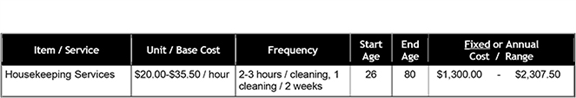 Item / Service Unit / Base Cost Frequency Start Age End Age Fixed or Annual Cost / Range
Housekeeping Services $20.00-$35.50 / hour 2-3 hours / cleaning, 1 cleaning / 2 weeks 26 80 $1,300.00 - $2,307.50